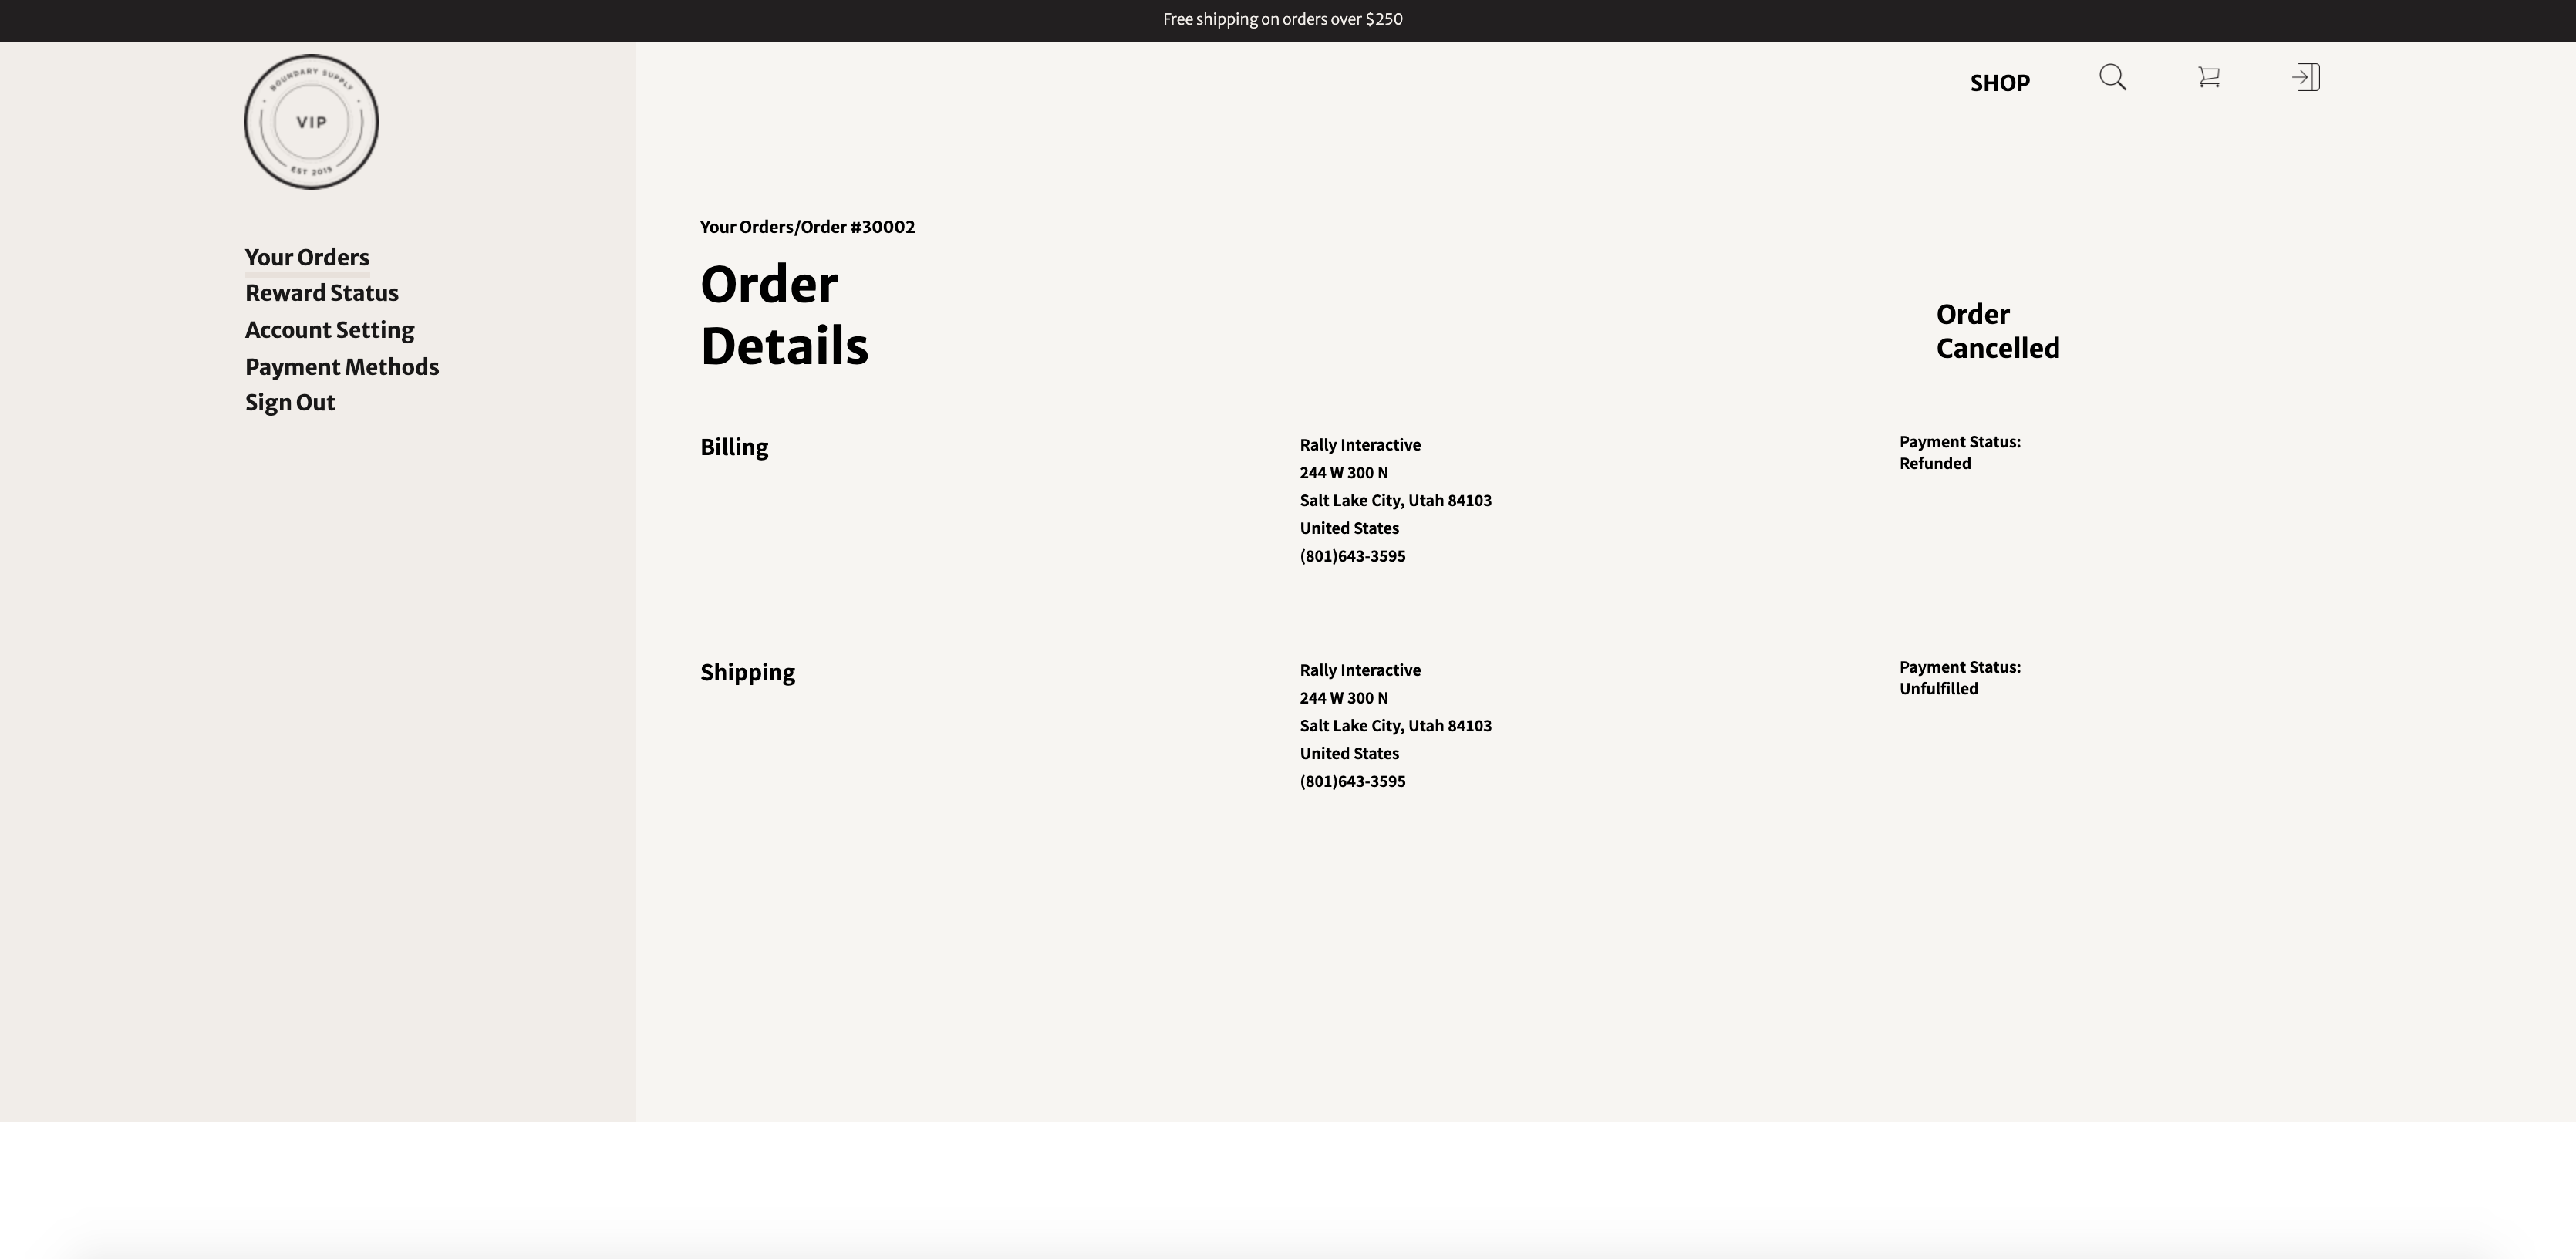 Free shipping on orders over $250
BOUNDARY SUPPLY
VIP
EST 2015
SHOP
Your Orders
Reward Status
Account Setting
Payment Methods
Sign Out
Your Orders/Order #30002
Order
Details
Order
Cancelled
Billing
Rally Interactive
244 W 300 N
Salt Lake City, Utah 84103
United States
(801)643-3595
Payment Status:
Refunded
Shipping
Rally Interactive
244 W 300 N
Salt Lake City, Utah 84103
United States
(801)643-3595
Payment Status:
Unfulfilled